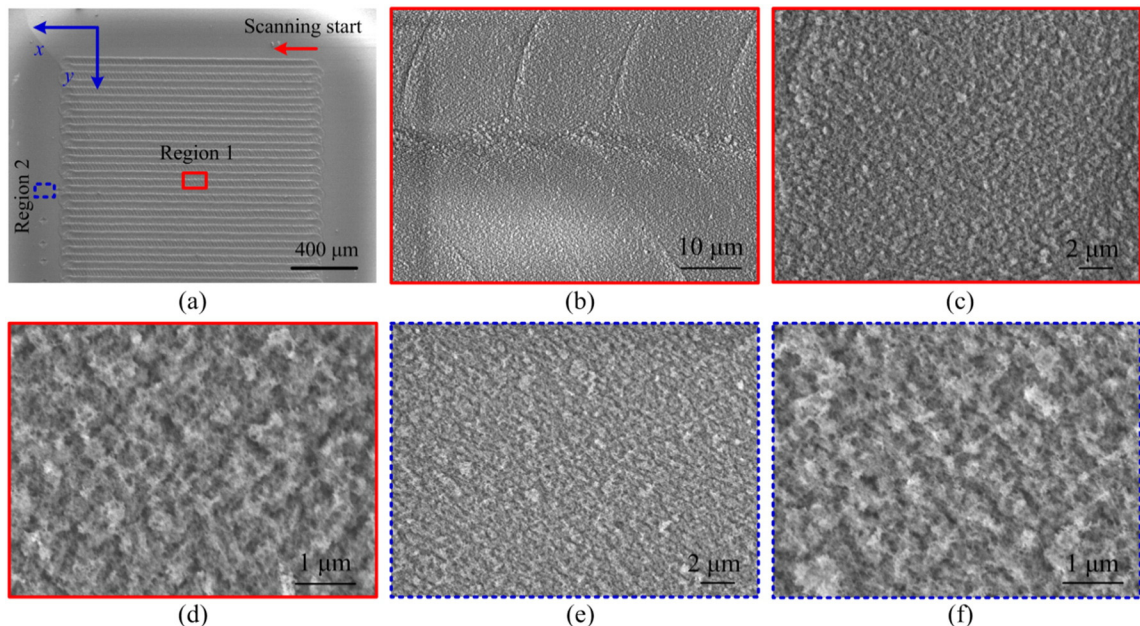 Scanning start
x
y
Region 1
Region 2
400 μm
10 μm
2 μm
(a)
(b)
(c)
1 μm
2 μm
1 μm
(d)
(e)
(f)